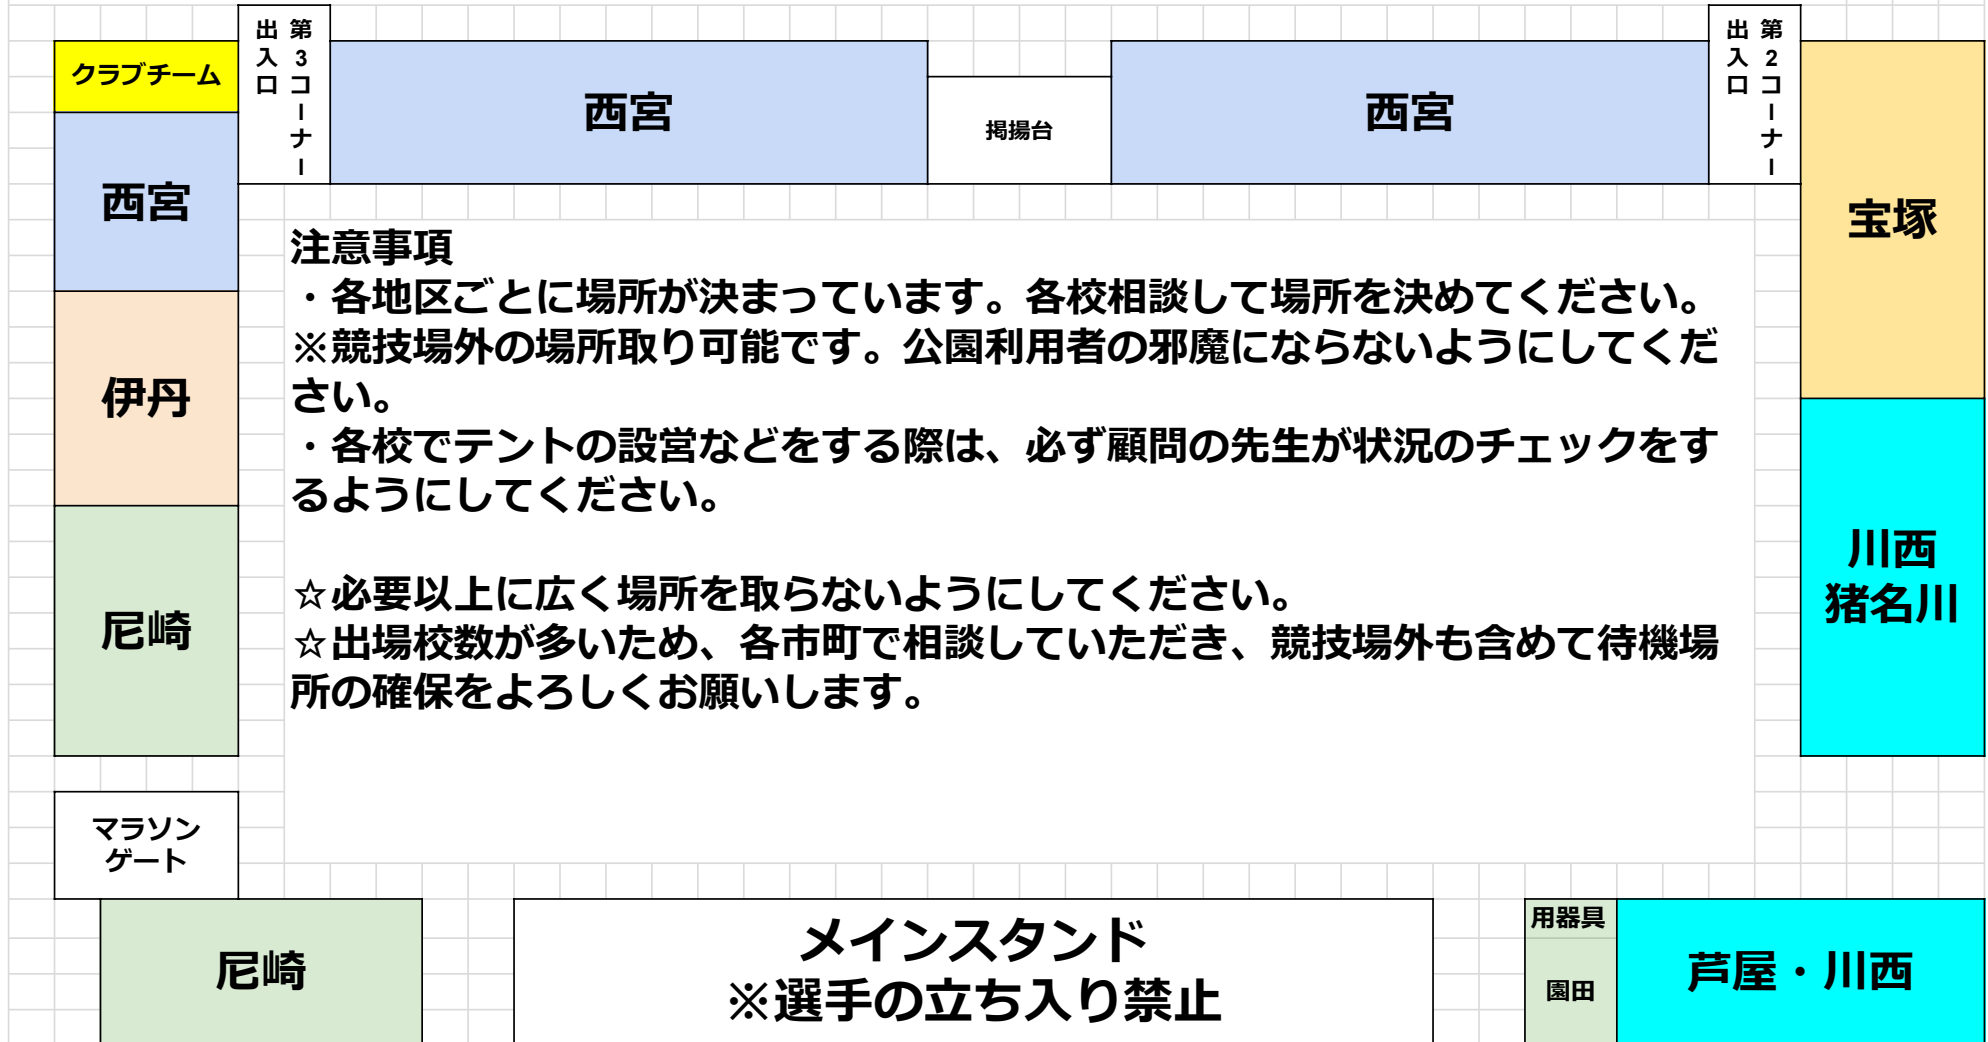 クラブチーム
第3コーナー
出入口
西宮
掲揚台
西宮
第2コーナー
出入口
宝塚
西宮
伊丹
尼崎
注意事項
・各地区ごとに場所が決まっています。各校相談して場所を決めてください。
※競技場外の場所取り可能です。公園利用者の邪魔にならないようにしてくだ
さい。
・各校でテントの設営などをする際は、必ず顧問の先生が状況のチェックをす
るようにしてください。
☆必要以上に広く場所を取らないようにしてください。
☆出場校数が多いため、各市町で相談していただき、競技場外も含めて待機場
所の確保をよろしくお願いします。
川西
猪名川
マラソン
ゲート
尼崎
メインスタンド
※選手の立ち入り禁止
用器具
園田
芦屋・川西